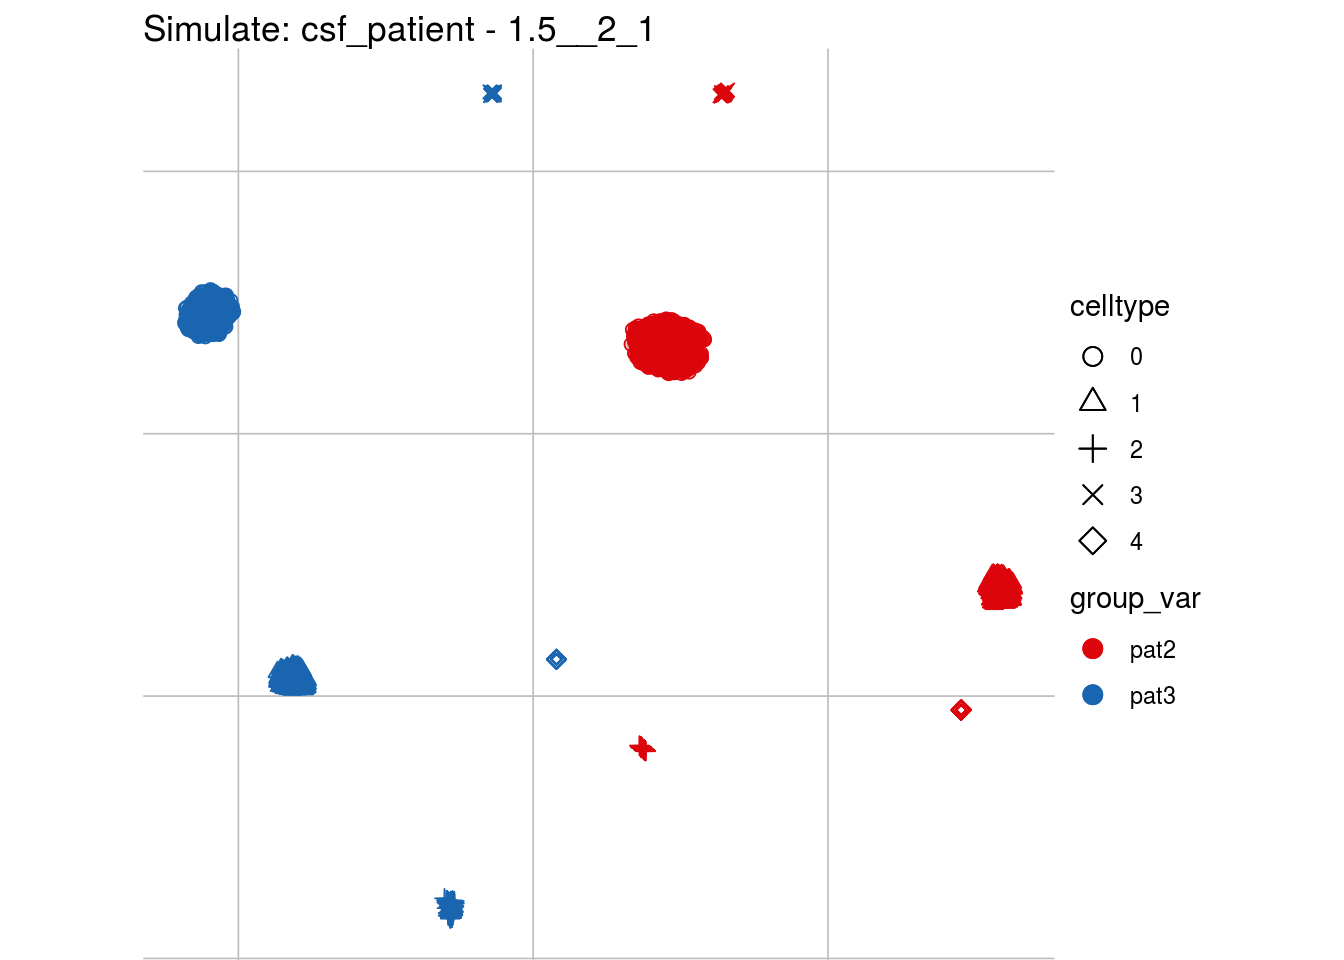 Simulate: csf_patient - 1.5__2_1
celltype
0
1
2
3
4
group_var
pat2
pat3